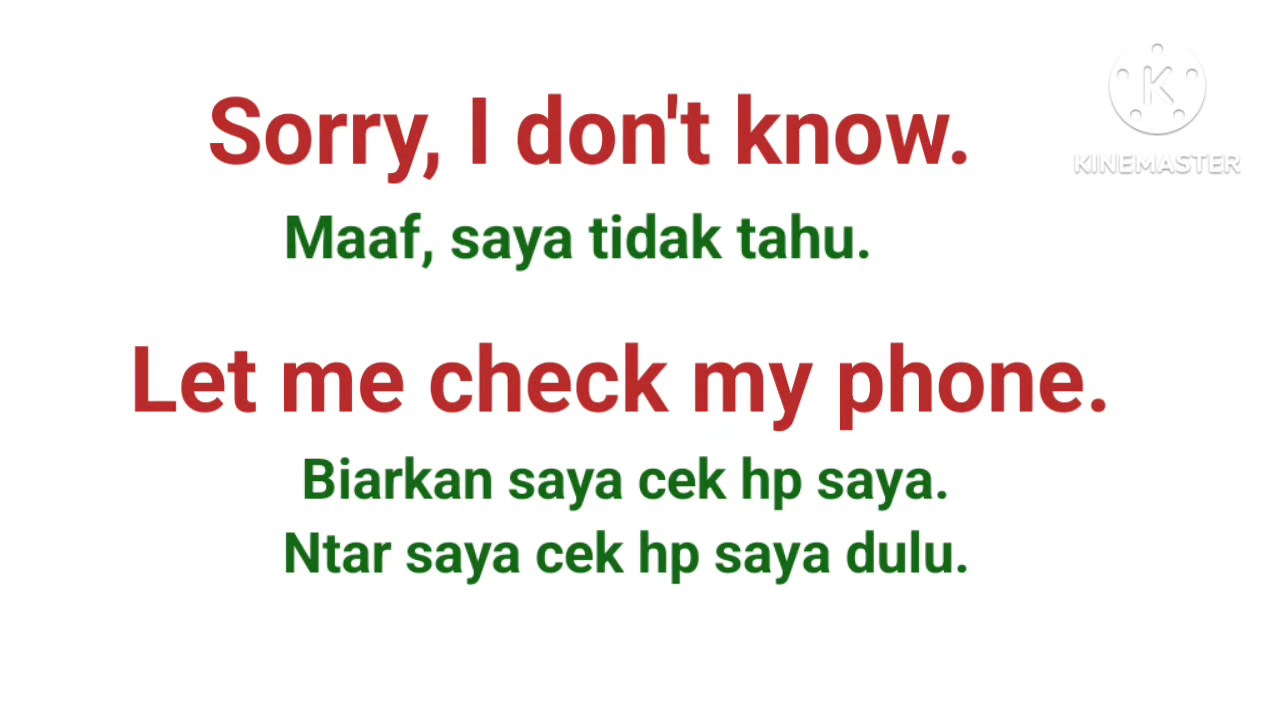 Sorry, I don't know.
Maaf, saya tidak tahu.
Let me check my phone.
Biarkan saya cek hp saya.
Ntar saya cek hp saya dulu.
K
KINEMASTER